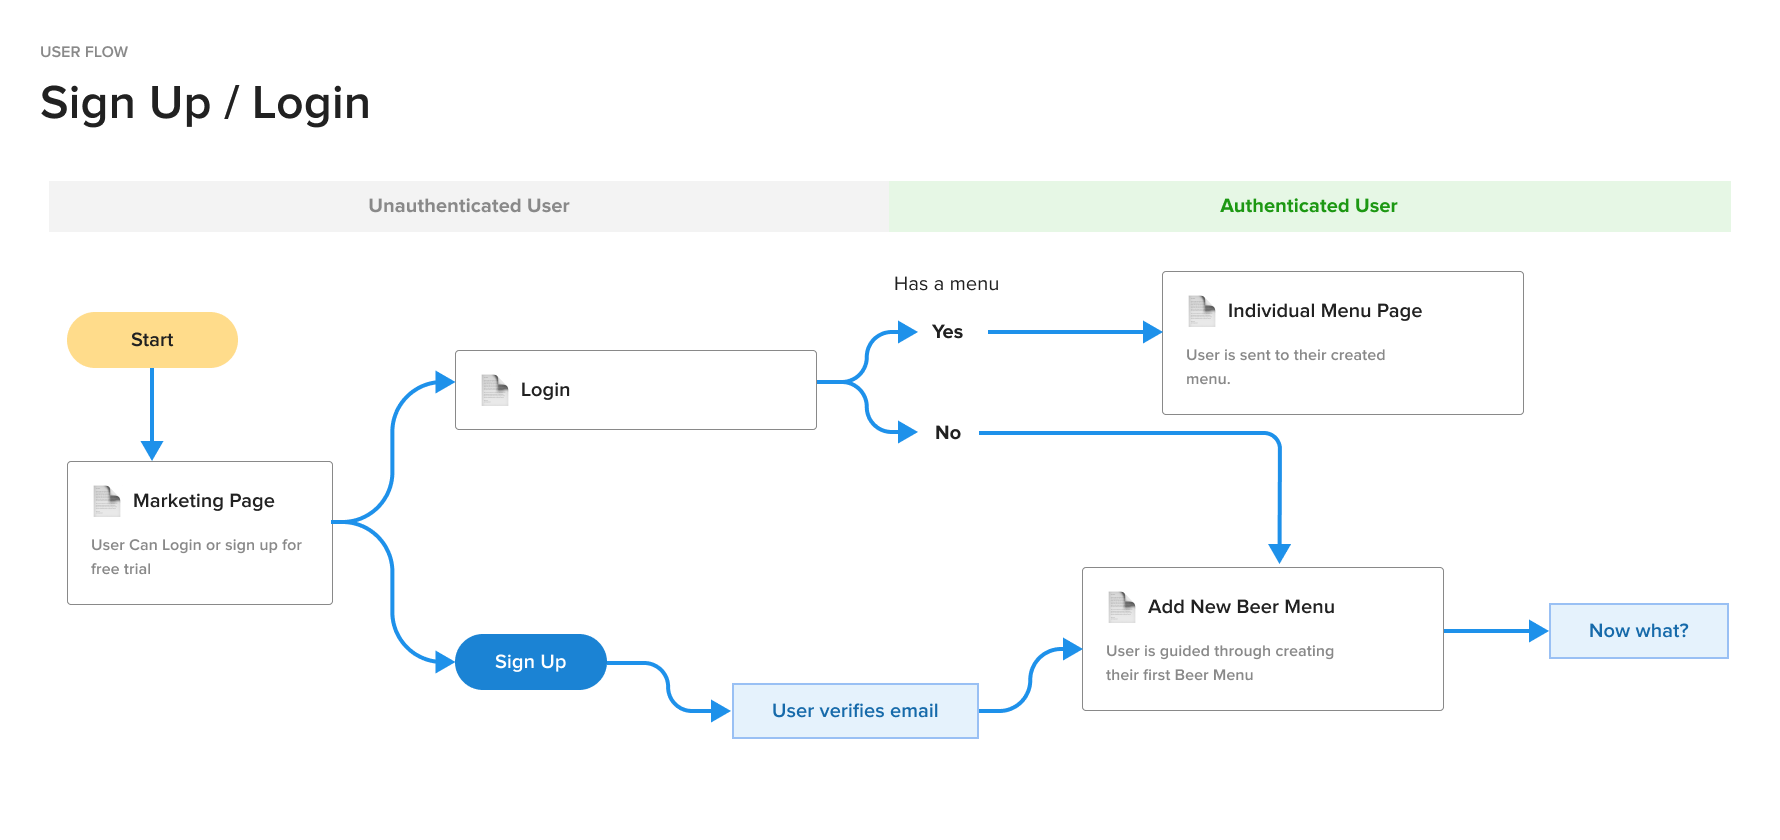 USER FLOW
Sign Up / Login
Unauthenticated User
Authenticated User
Start
Marketing Page
User Can Login or sign up for
free trial
Login
Has a menu
Yes
No
Individual Menu Page
User is sent to their created
menu.
Sign Up
User verifies email
Add New Beer Menu
User is guided through creating
their first Beer Menu
Now what?